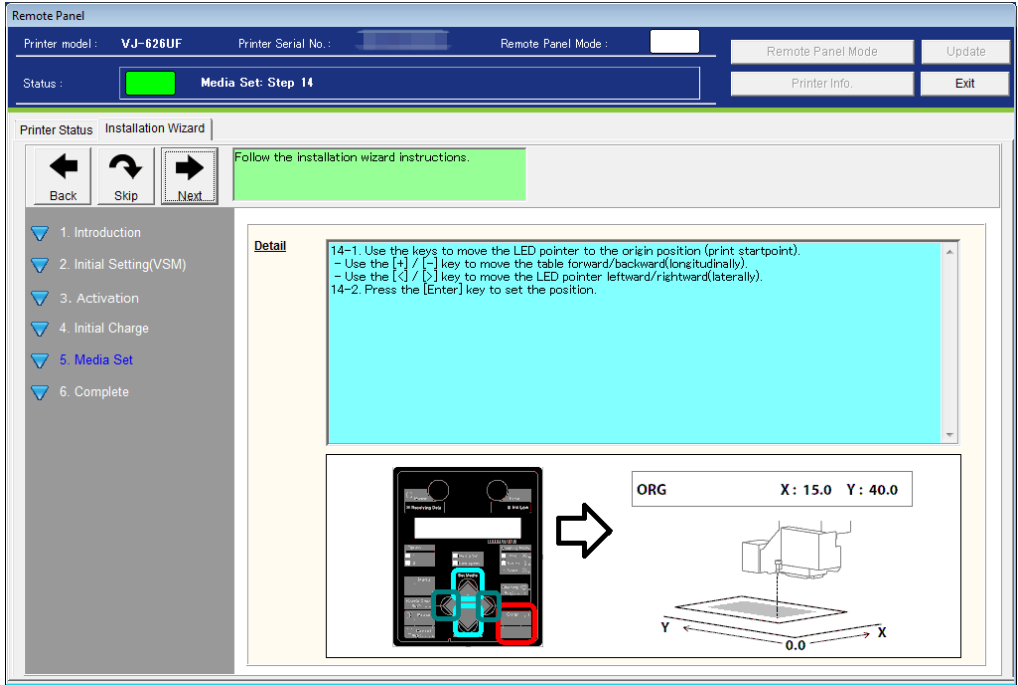 Remote Panel
Printer model : VJ-626UF Printer Serial No. : Remote Panel Mode :
Remote Panel Mode Update
Status : Media Set: Step 14
Printer Info. Exit
Printer Status Installation Wizard
Back Skip Next
Follow the installation wizard instructions.
1. Introduction
2. Initial Setting(VSM)
3. Activation
4. Initial Charge
5. Media Set
6. Complete
Detail
14-1. Use the keys to move the LED pointer to the origin position (print startpoint).
- Use the [+] / [-] key to move the table forward/backward(longitudinally).
- Use the [<] / [>] key to move the LED pointer leftward/rightward(laterally).
14-2. Press the [Enter] key to set the position.
Receiving Data
Set Media
ORG X : 15.0 Y : 40.0
Y
X
0.0